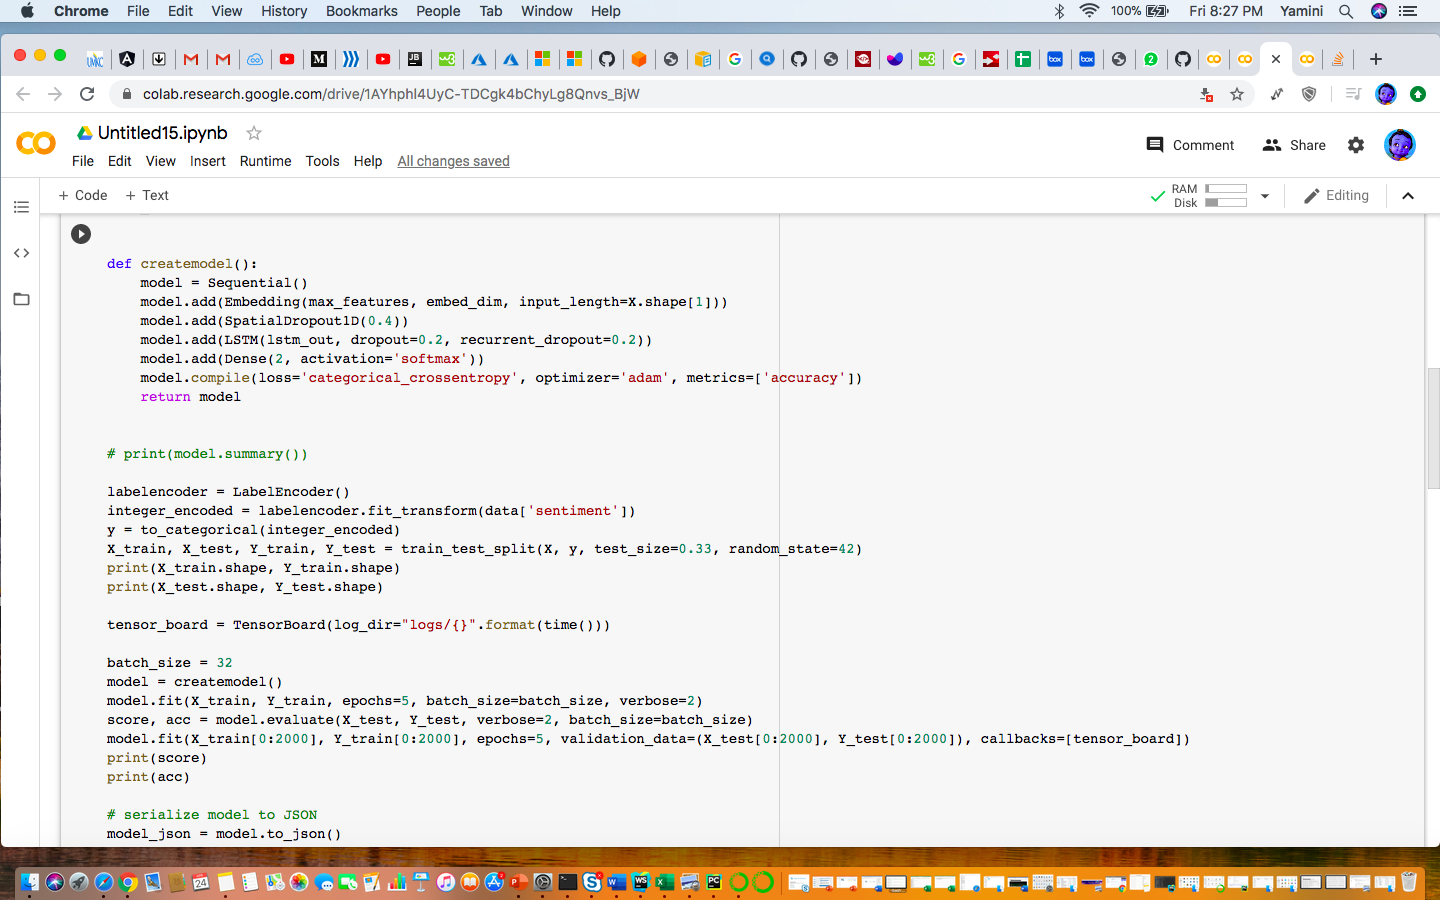 Chrome File Edit View History Bookmarks People Tab Window Help 100% Fri 8:27 PM Yamini
colab.research.google.com/drive/1AYhphI4UyC-TDCgk4bChyLg8Qnvs_BjW
Untitled15.ipynb
File Edit View Insert Runtime Tools Help All changes saved
Comment Share
+ Code + Text
RAM
Disk
Editing
def createmodel():
model = Sequential()
model.add(Embedding(max_features, embed_dim, input_length=X.shape[1]))
model.add(SpatialDropout1D(0.4))
model.add(LSTM(lstm_out, dropout=0.2, recurrent_dropout=0.2))
model.add(Dense(2, activation='softmax'))
model.compile(loss='categorical_crossentropy', optimizer='adam', metrics=['accuracy'])
return model
# print(model.summary())
labelencoder = LabelEncoder()
integer_encoded = labelencoder.fit_transform(data['sentiment'])
y = to_categorical(integer_encoded)
X_train, X_test, Y_train, Y_test = train_test_split(X, y, test_size=0.33, random_state=42)
print(X_train.shape, Y_train.shape)
print(X_test.shape, Y_test.shape)
tensor_board = TensorBoard(log_dir="logs/{}".format(time()))
batch_size = 32
model = createmodel()
model.fit(X_train, Y_train, epochs=5, batch_size=batch_size, verbose=2)
score, acc = model.evaluate(X_test, Y_test, verbose=2, batch_size=batch_size)
model.fit(X_train[0:2000], Y_train[0:2000], epochs=5, validation_data=(X_test[0:2000], Y_test[0:2000]), callbacks=[tensor_board])
print(score)
print(acc)
# serialize model to JSON
model_json = model.to_json()